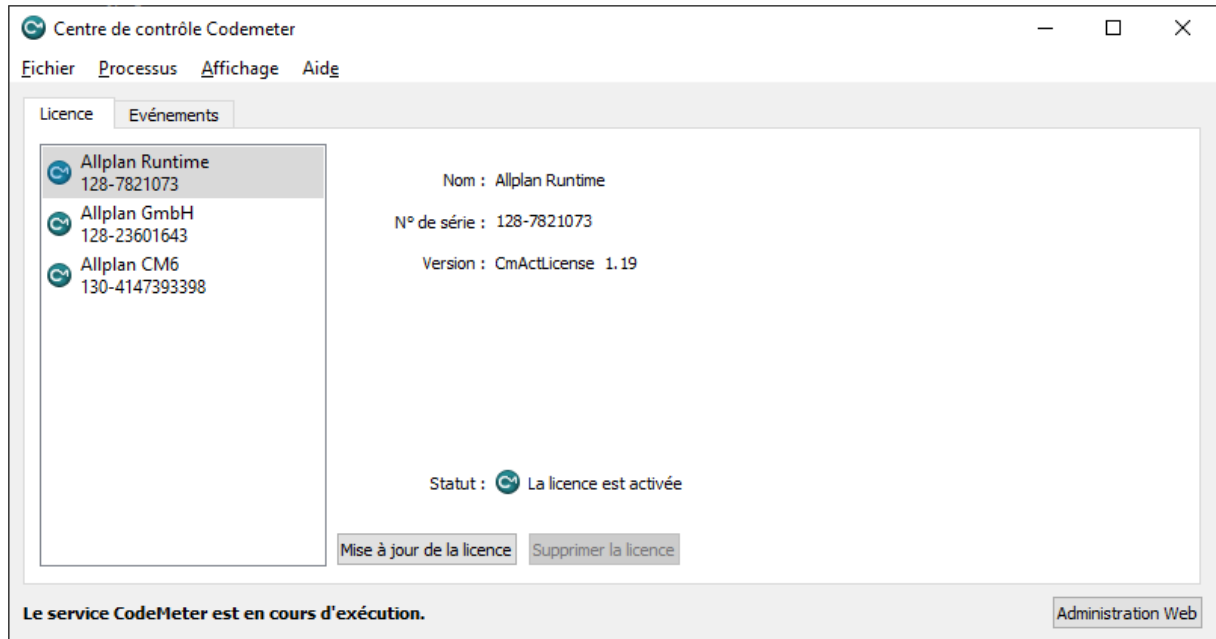 Centre de contrôle Codemeter
Fichier Processus Affichage Aide
Licence Evénements
Allplan Runtime
128-7821073
Allplan GmbH
128-23601643
Allplan CM6
130-4147393398
Nom : Allplan Runtime
N° de série : 128-7821073
Version : CmActLicense 1.19
Statut : La licence est activée
Mise à jour de la licence Supprimer la licence
Le service CodeMeter est en cours d'exécution. Administration Web